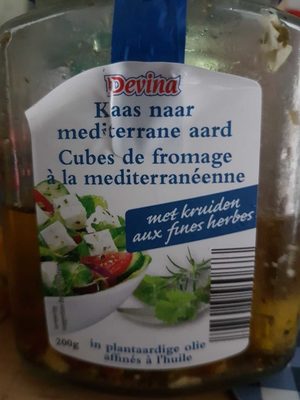 Devina
Kaas naar
mediterrane aard
Cubes de fromage
à la mediterranéenne
met kruiden
aux fines herbes
200g
in plantaardige olie
affinés à l'huile